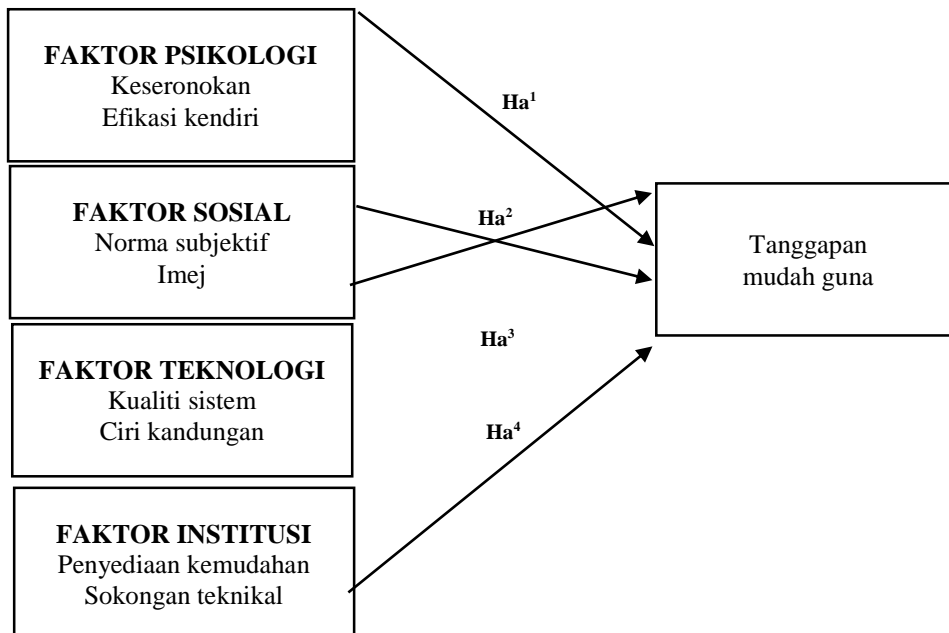 FAKTOR PSIKOLOGI
Keseronokan
Efikasi kendiri
Ha¹
FAKTOR SOSIAL
Norma subjektif
Imej
Ha²
Tanggapan
mudah guna
FAKTOR TEKNOLOGI
Kualiti sistem
Ciri kandungan
Ha³
Ha⁴
FAKTOR INSTITUSI
Penyediaan kemudahan
Sokongan teknikal